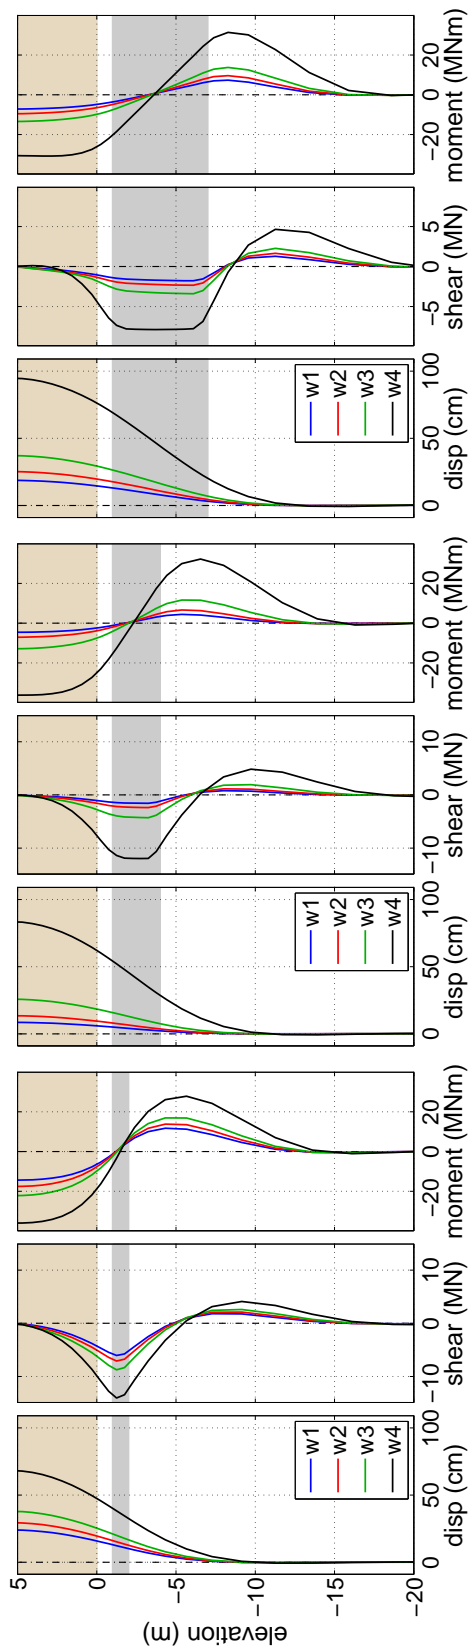 elevation (m)
5
0
−5
−10
−15
−20
w1
w2
w3
w4
0 50 100
disp (cm)
−10 0 10
shear (MN)
−20 0 20
moment (MNm)
w1
w2
w3
w4
0 50 100
disp (cm)
−10 0 10
shear (MN)
−20 0 20
moment (MNm)
w1
w2
w3
w4
0 50 100
disp (cm)
−5 0 5
shear (MN)
−20 0 20
moment (MNm)